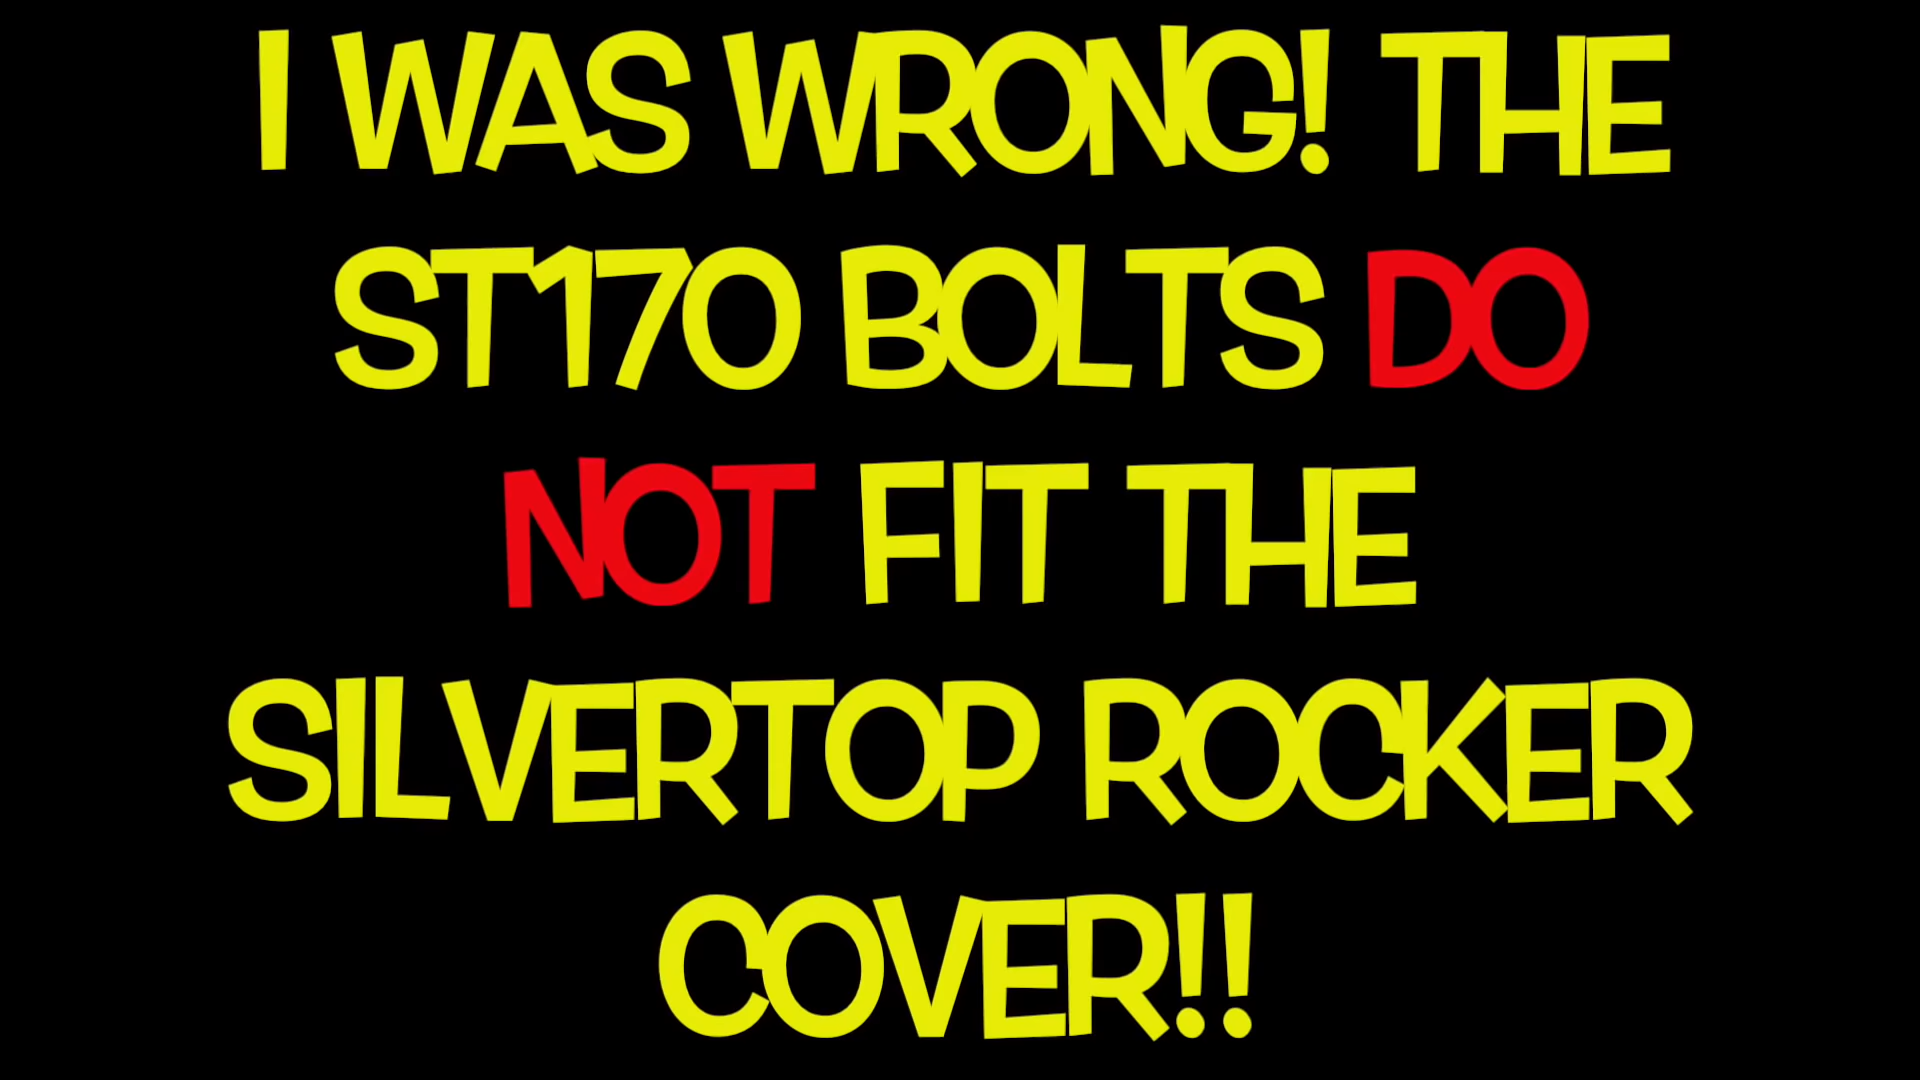 I WAS WRONG! THE
ST170 BOLTS DO
NOT FIT THE
SILVERTOP ROCKER
COVER!!